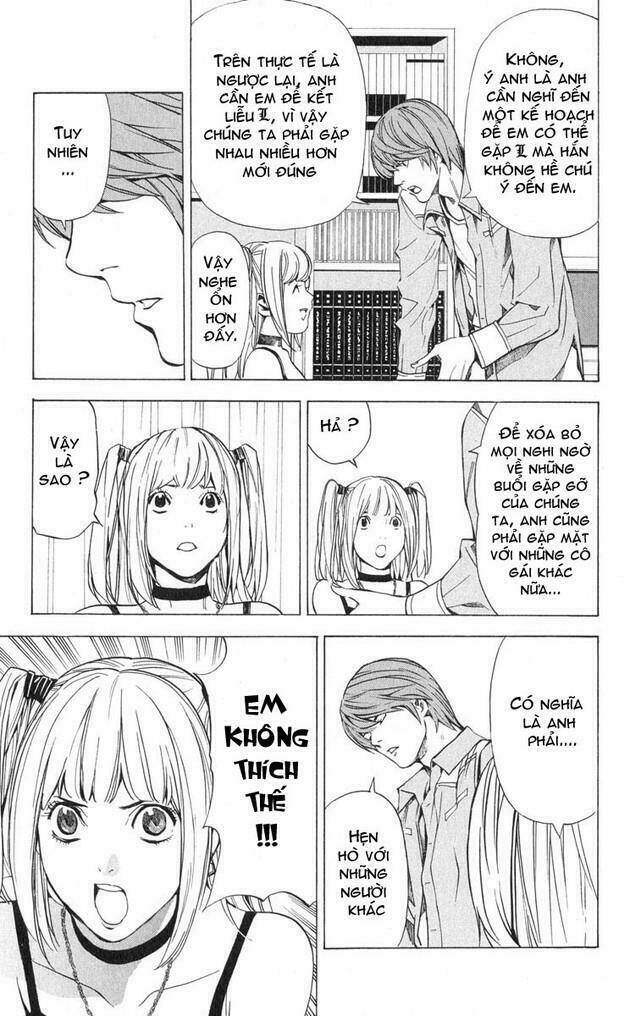 KHÔNG,
Ý ANH LÀ ANH
CẦN NGHĨ ĐẾN
MỘT KẾ HOẠCH
ĐỂ EM CÓ THỂ
GẶP L MÀ HẮN
KHÔNG HỀ CHÚ
Ý ĐẾN EM.
TRÊN THỰC TẾ LÀ
NGƯỢC LẠI, ANH
CẦN EM ĐỂ KẾT
LIỄU L, VÌ VẬY
CHÚNG TA PHẢI GẶP
NHAU NHIỀU HƠN
MỚI ĐÚNG
VẬY
NGHE
ỔN
HƠN
ĐẤY.
TUY
NHIÊN
...
ĐỂ XÓA BỎ
MỌI NGHI NGỜ
VỀ NHỮNG
BUỔI GẶP GỠ
CỦA CHÚNG
TA, ANH CŨNG
PHẢI GẶP MẶT
VỚI NHỮNG CÔ
GÁI KHÁC
NỮA...
HẢ ?
VẬY
LÀ
SAO ?
CÓ NGHĨA
LÀ ANH
PHẢI....
HẸN
HÒ VỚI
NHỮNG
NGƯỜI
KHÁC
EM
KHÔNG
THÍCH
THẾ
!!!